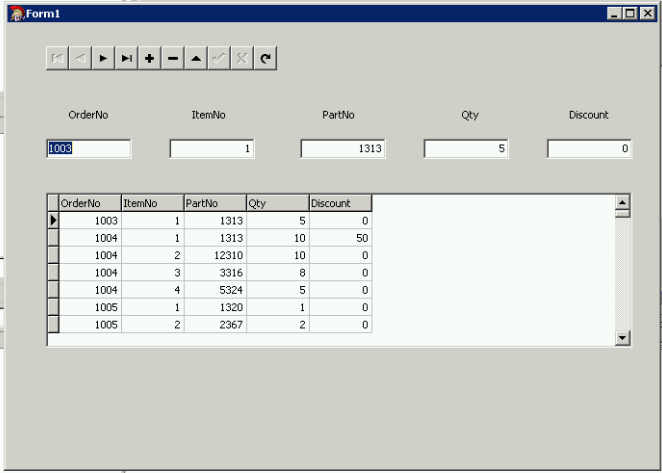 Form1
OrderNo ItemNo PartNo Qty Discount
1003 1 1313 5 0
OrderNo ItemNo PartNo Qty Discount
1003 1 1313 5 0
1004 1 1313 10 50
1004 2 12310 10 0
1004 3 3316 8 0
1004 4 5324 5 0
1005 1 1320 1 0
1005 2 2367 2 0